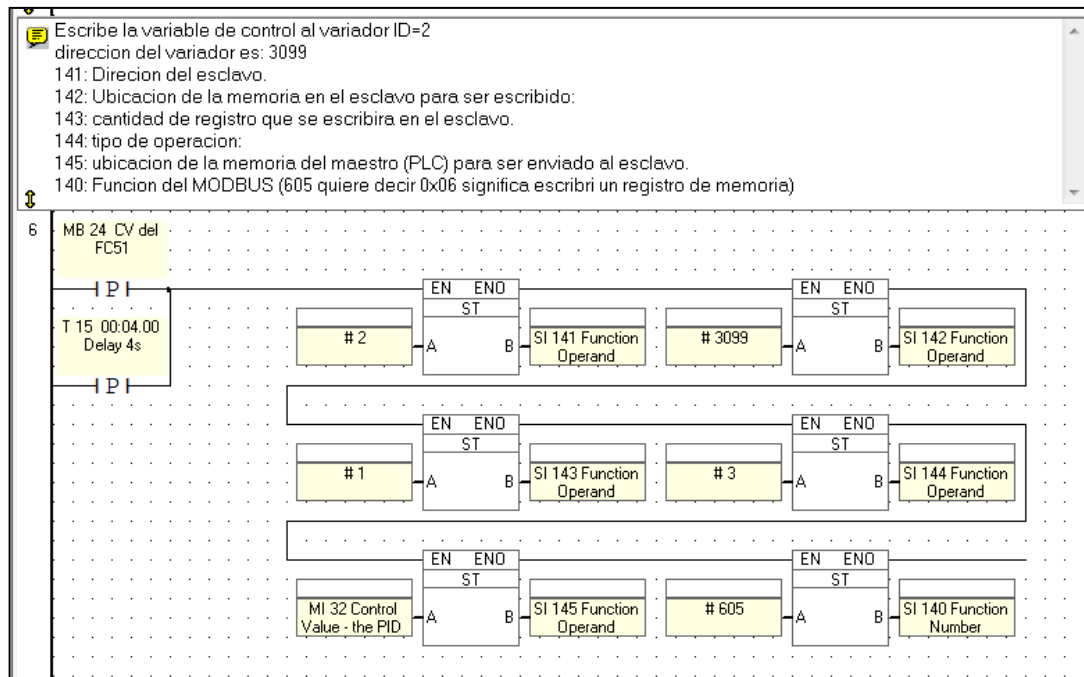 Escribe la variable de control al variador ID=2
direccion del variador es: 3099
141: Direcion del esclavo.
142: Ubicacion de la memoria en el esclavo para ser escribido:
143: cantidad de registro que se escribira en el esclavo.
144: tipo de operacion:
145: ubicacion de la memoria del maestro (PLC) para ser enviado al esclavo.
140: Funcion del MODBUS (605 quiere decir 0x06 significa escribri un registro de memoria)
6
MB 24 CV del
FC51
P
T 15 00:04.00
Delay 4s
P
EN ENO
ST
# 2
A B
SI 141 Function
Operand
EN ENO
ST
# 3099
A B
SI 142 Function
Operand
EN ENO
ST
# 1
A B
SI 143 Function
Operand
EN ENO
ST
# 3
A B
SI 144 Function
Operand
EN ENO
ST
MI 32 Control
Value - the PID
A B
SI 145 Function
Operand
EN ENO
ST
# 605
A B
SI 140 Function
Number